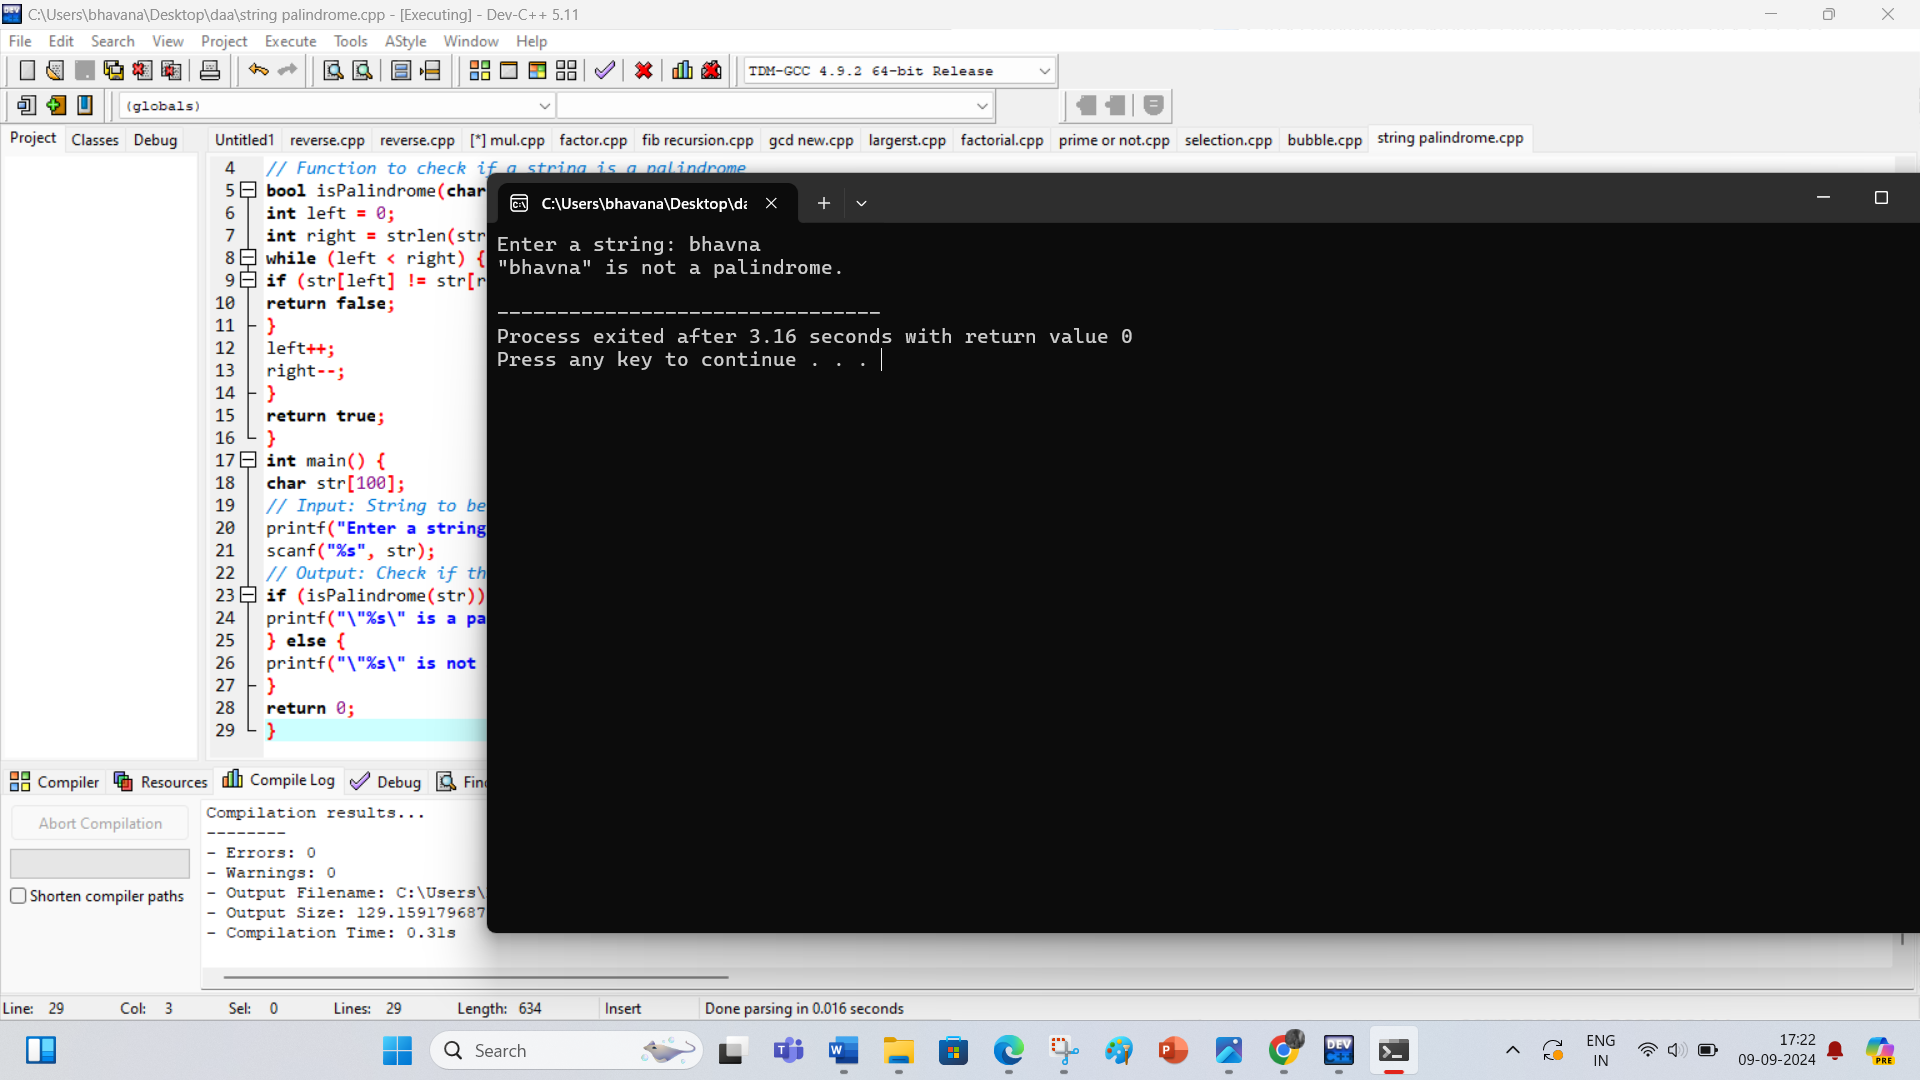 C:\Users\bhavana\Desktop\daa\string palindrome.cpp - [Executing] - Dev-C++ 5.11
File Edit Search View Project Execute Tools AStyle Window Help
TDM-GCC 4.9.2 64-bit Release
(globals)
Project Classes Debug
Untitled1 reverse.cpp reverse.cpp [*] mul.cpp factor.cpp fib recursion.cpp gcd new.cpp largerst.cpp factorial.cpp prime or not.cpp selection.cpp bubble.cpp string palindrome.cpp
4 // Function to check if a string is a palindrome
5 bool isPalindrome(char
6 int left = 0;
7 int right = strlen(str
8 while (left < right) {
9 if (str[left] != str[r
10 return false;
11 }
12 left++;
13 right--;
14 }
15 return true;
16 }
17 int main() {
18 char str[100];
19 // Input: String to be
20 printf("Enter a string
21 scanf("%s", str);
22 // Output: Check if th
23 if (isPalindrome(str))
24 printf("\"%s\" is a pa
25 } else {
26 printf("\"%s\" is not
27 }
28 return 0;
29 }
C:\Users\bhavana\Desktop\da
Enter a string: bhavna
"bhavna" is not a palindrome.
--------------------------------
Process exited after 3.16 seconds with return value 0
Press any key to continue . . .
Compiler Resources Compile Log Debug Fin
Abort Compilation
Shorten compiler paths
Compilation results...
--------
- Errors: 0
- Warnings: 0
- Output Filename: C:\Users\
- Output Size: 129.159179687
- Compilation Time: 0.31s
Line: 29 Col: 3 Sel: 0 Lines: 29 Length: 634 Insert Done parsing in 0.016 seconds
Search
DEV C++
ENG
IN
17:22
09-09-2024
PRE